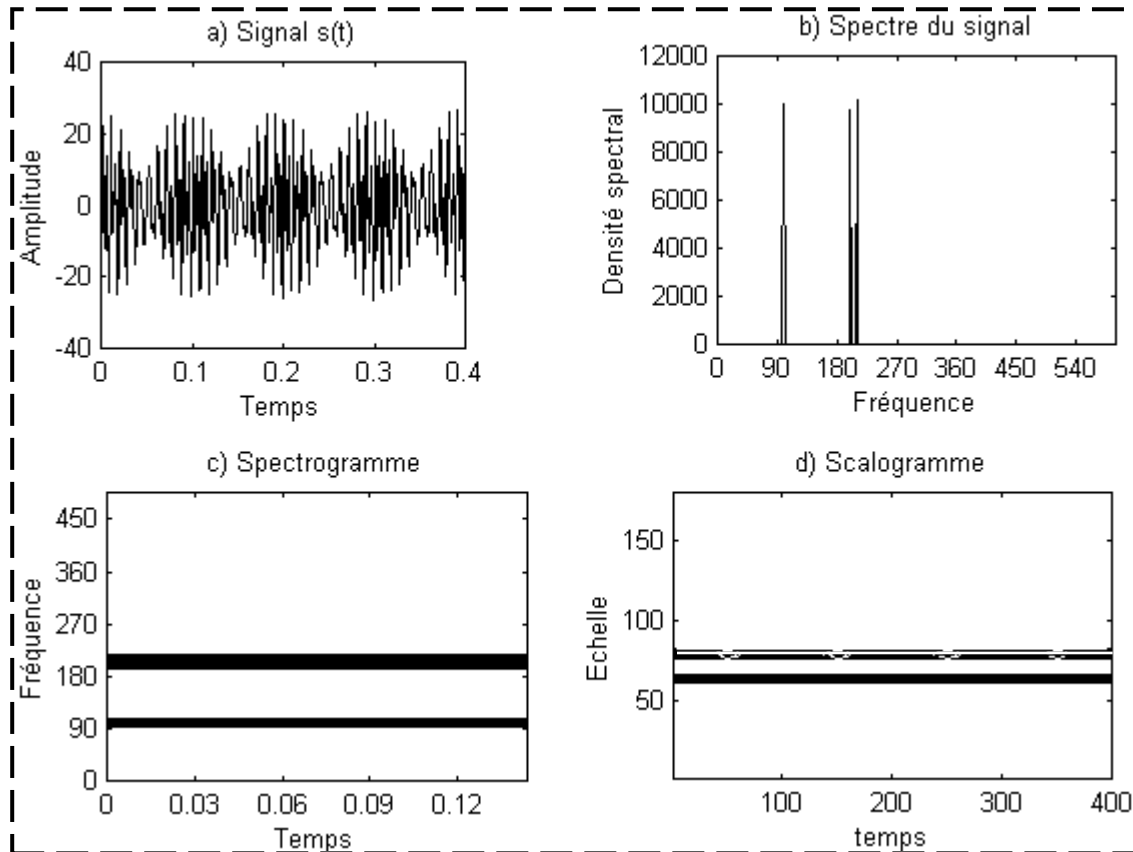 a) Signal s(t)
40
20
0
-20
-40
Amplitude
0 0.1 0.2 0.3 0.4
Temps
b) Spectre du signal
12000
10000
8000
6000
4000
2000
0
Densité spectral
0 90 180 270 360 450 540
Fréquence
c) Spectrogramme
450
360
270
180
90
0
Fréquence
0 0.03 0.06 0.09 0.12
Temps
d) Scalogramme
150
100
50
Echelle
100 200 300 400
temps